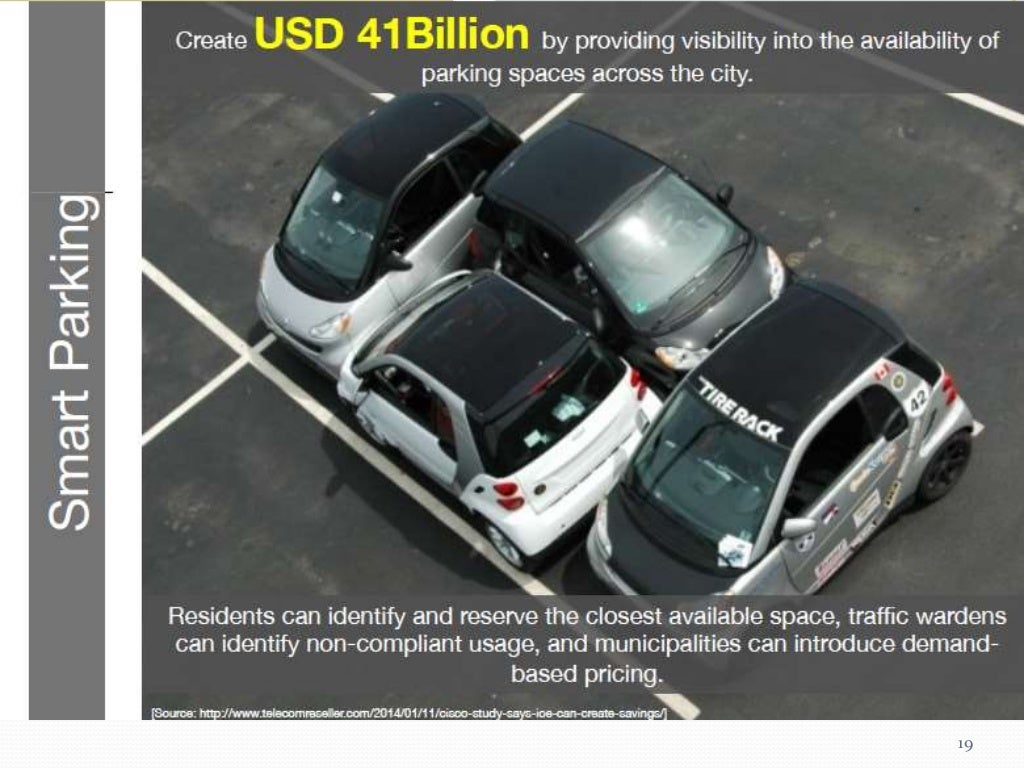 Create USD 41Billion by providing visibility into the availability of
parking spaces across the city.
Smart Parking
TIRE RACK
42
Residents can identify and reserve the closest available space, traffic wardens
can identify non-compliant usage, and municipalities can introduce demand-
based pricing.
[Source: http://www.telecomreseller.com/2014/01/11/cisco-study-says-ioe-can-create-savings/]
19